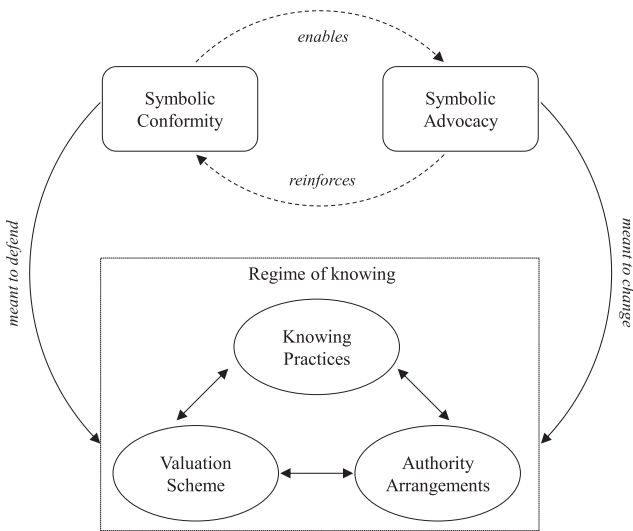 enables
Symbolic
Conformity
Symbolic
Advocacy
reinforces
meant to defend
meant to change
Regime of knowing
Knowing
Practices
Valuation
Scheme
Authority
Arrangements